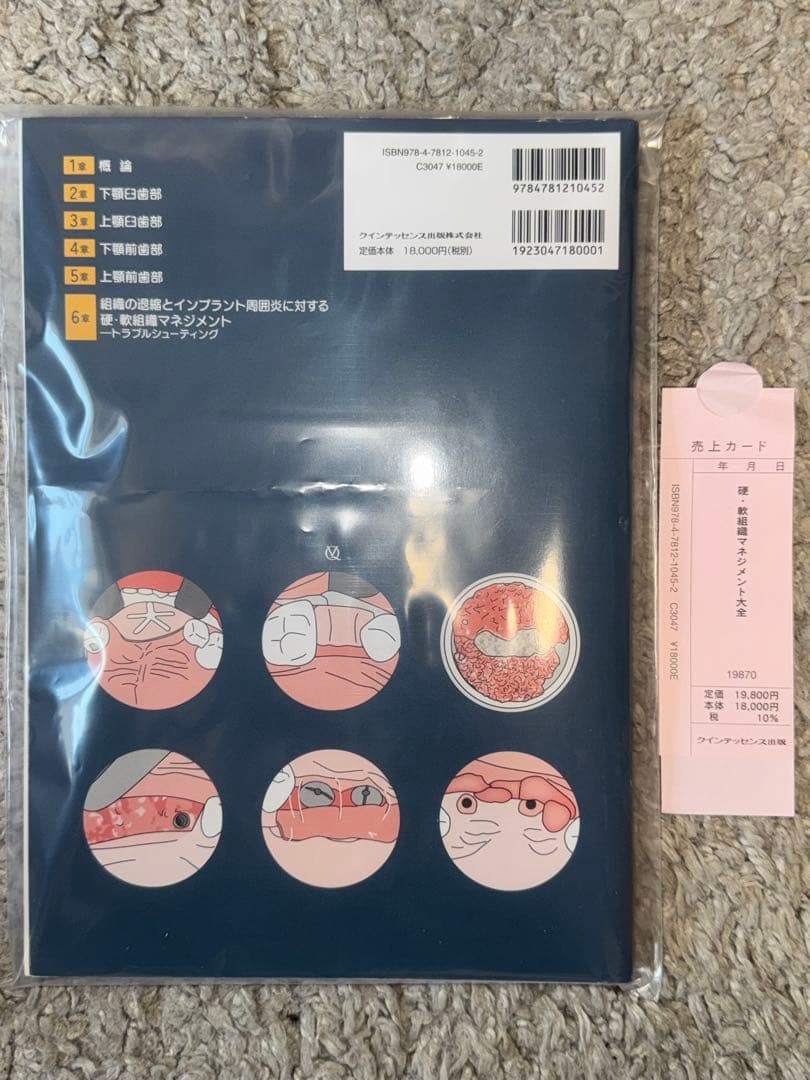 1章 概 論
2章 下顎臼歯部
3章 上顎臼歯部
4章 下顎前歯部
5章 上顎前歯部
6章 組織の退縮とインプラント周囲炎に対する
硬・軟組織マネジメント
―トラブルシューティング
ISBN978-4-7812-1045-2
C3047 ¥18000E
9784781210452
クインテッセンス出版株式会社
定価本体 18,000円(税別)
1923047180001
売上カード
年 月 日
ISBN978-4-7812-1045-2 C3047 ¥18000E
硬・軟組織マネジメント大全
19870
定価 19,800円
本体 18,000円
税 10%
クインテッセンス出版